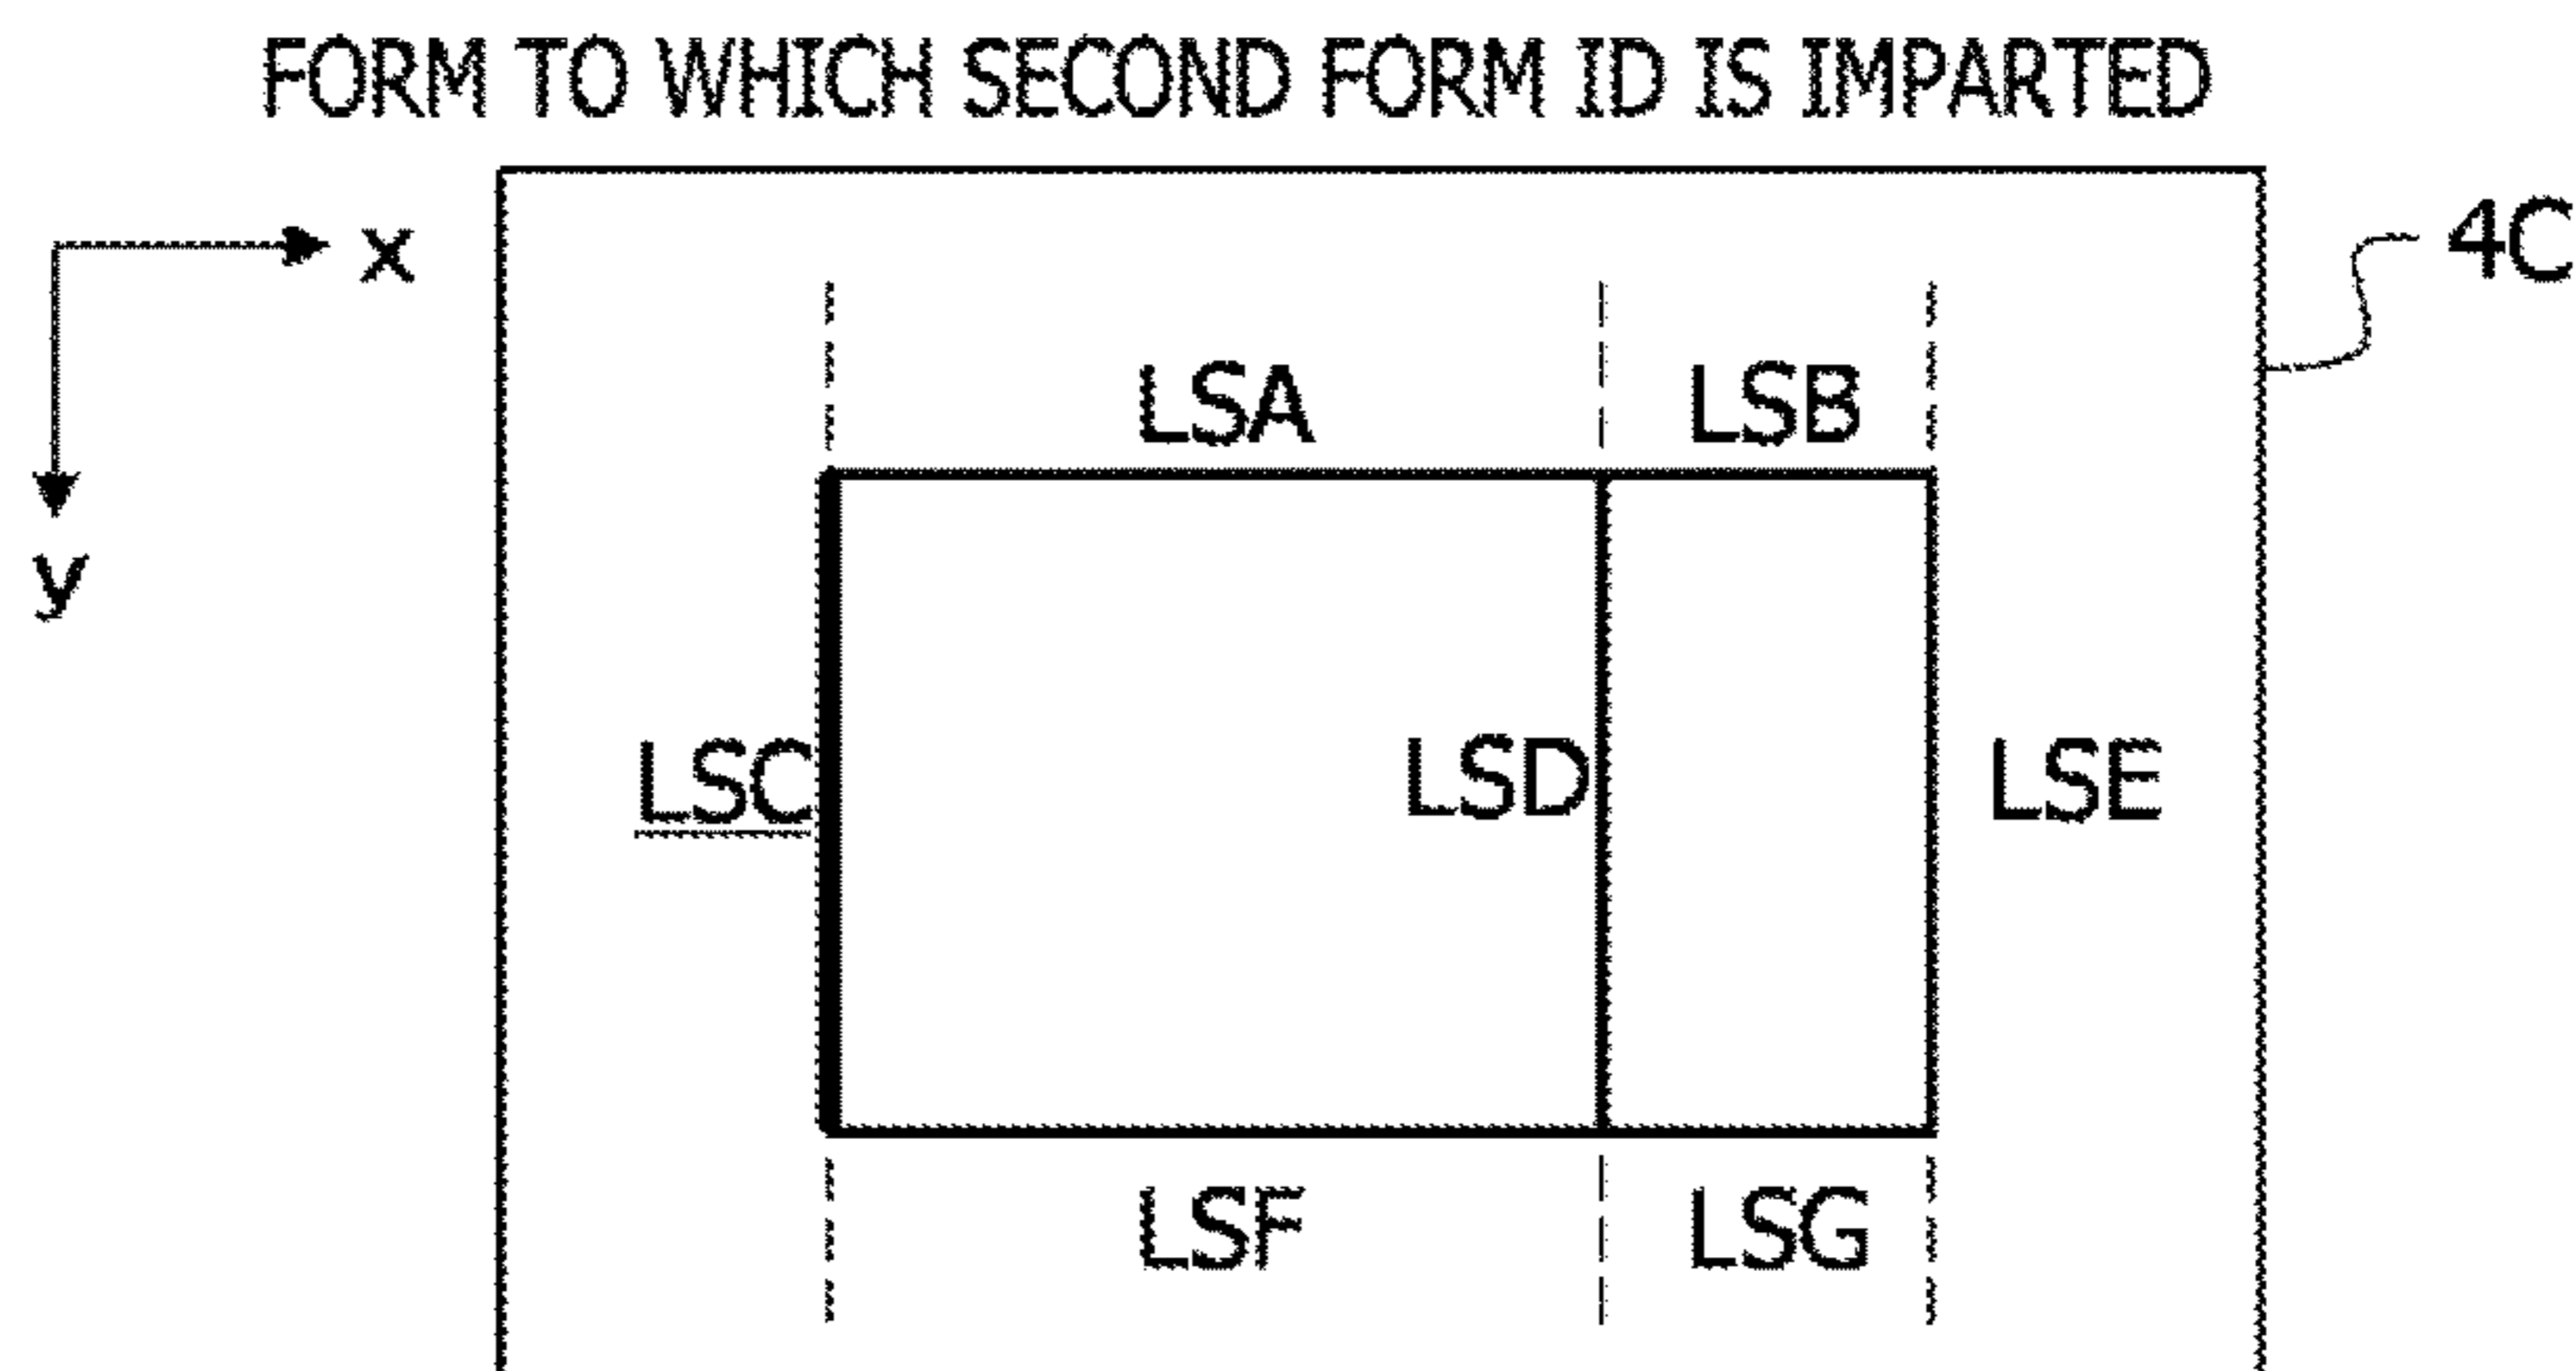 FORM TO WHICH SECOND FORM ID IS IMPARTED
x
4C
y
LSA
LSB
LSC
LSD
LSE
LSF
LSG